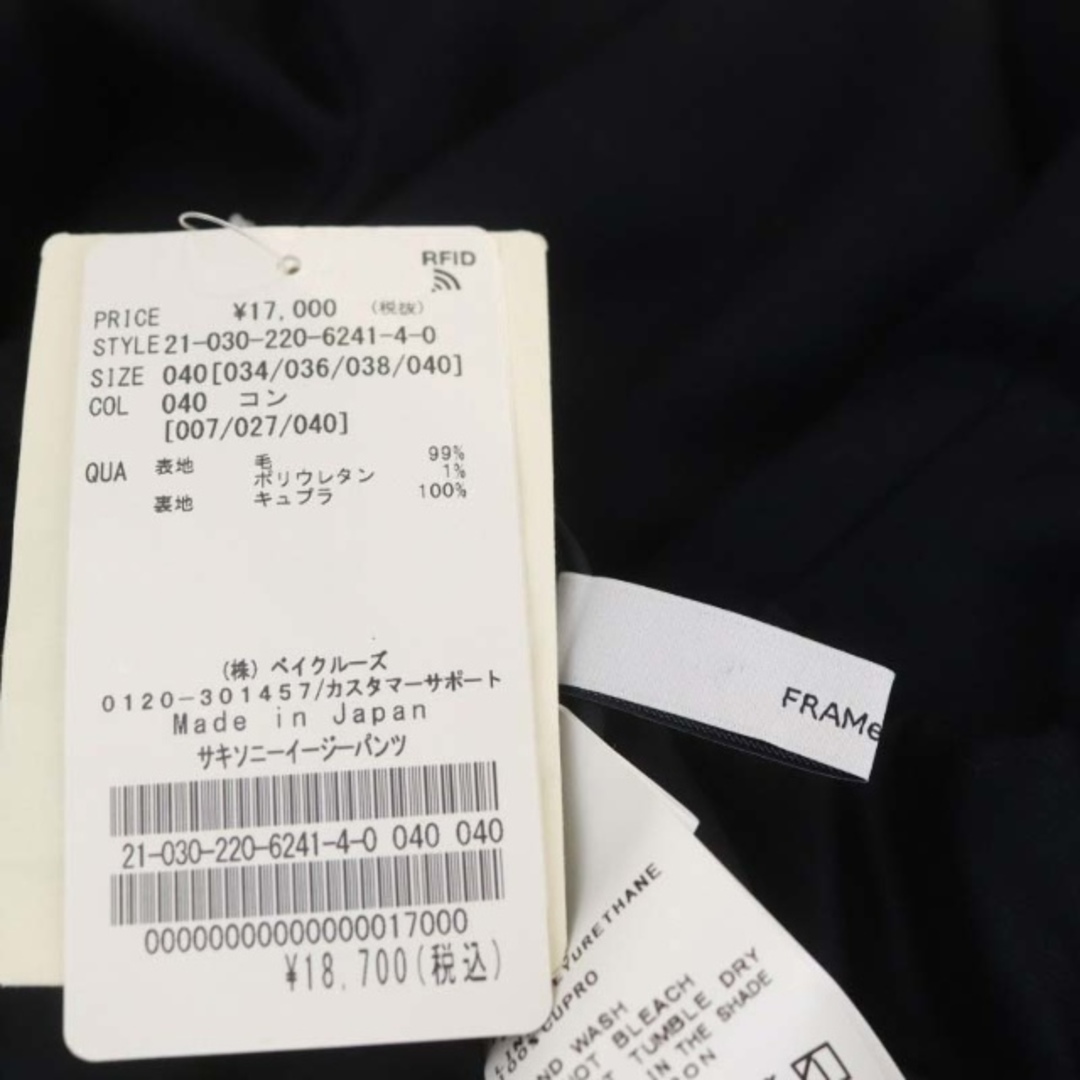 RFID
PRICE ¥17,000 (税抜)
STYLE 21-030-220-6241-4-0
SIZE 040[034/036/038/040]
COL 040 コン
[007/027/040]
QUA 表地 毛 99%
ポリウレタン 1%
裏地 キュプラ 100%
(株) ベイクルーズ
0120-301457/カスタマーサポート
Made in Japan
サキソニーイージーパンツ
21-030-220-6241-4-0 040 040
00000000000000017000
¥18,700(税込)
FRAMe
100% CUPRO
WASH
BLEACH
TUMBLE DRY
IN THE SHADE